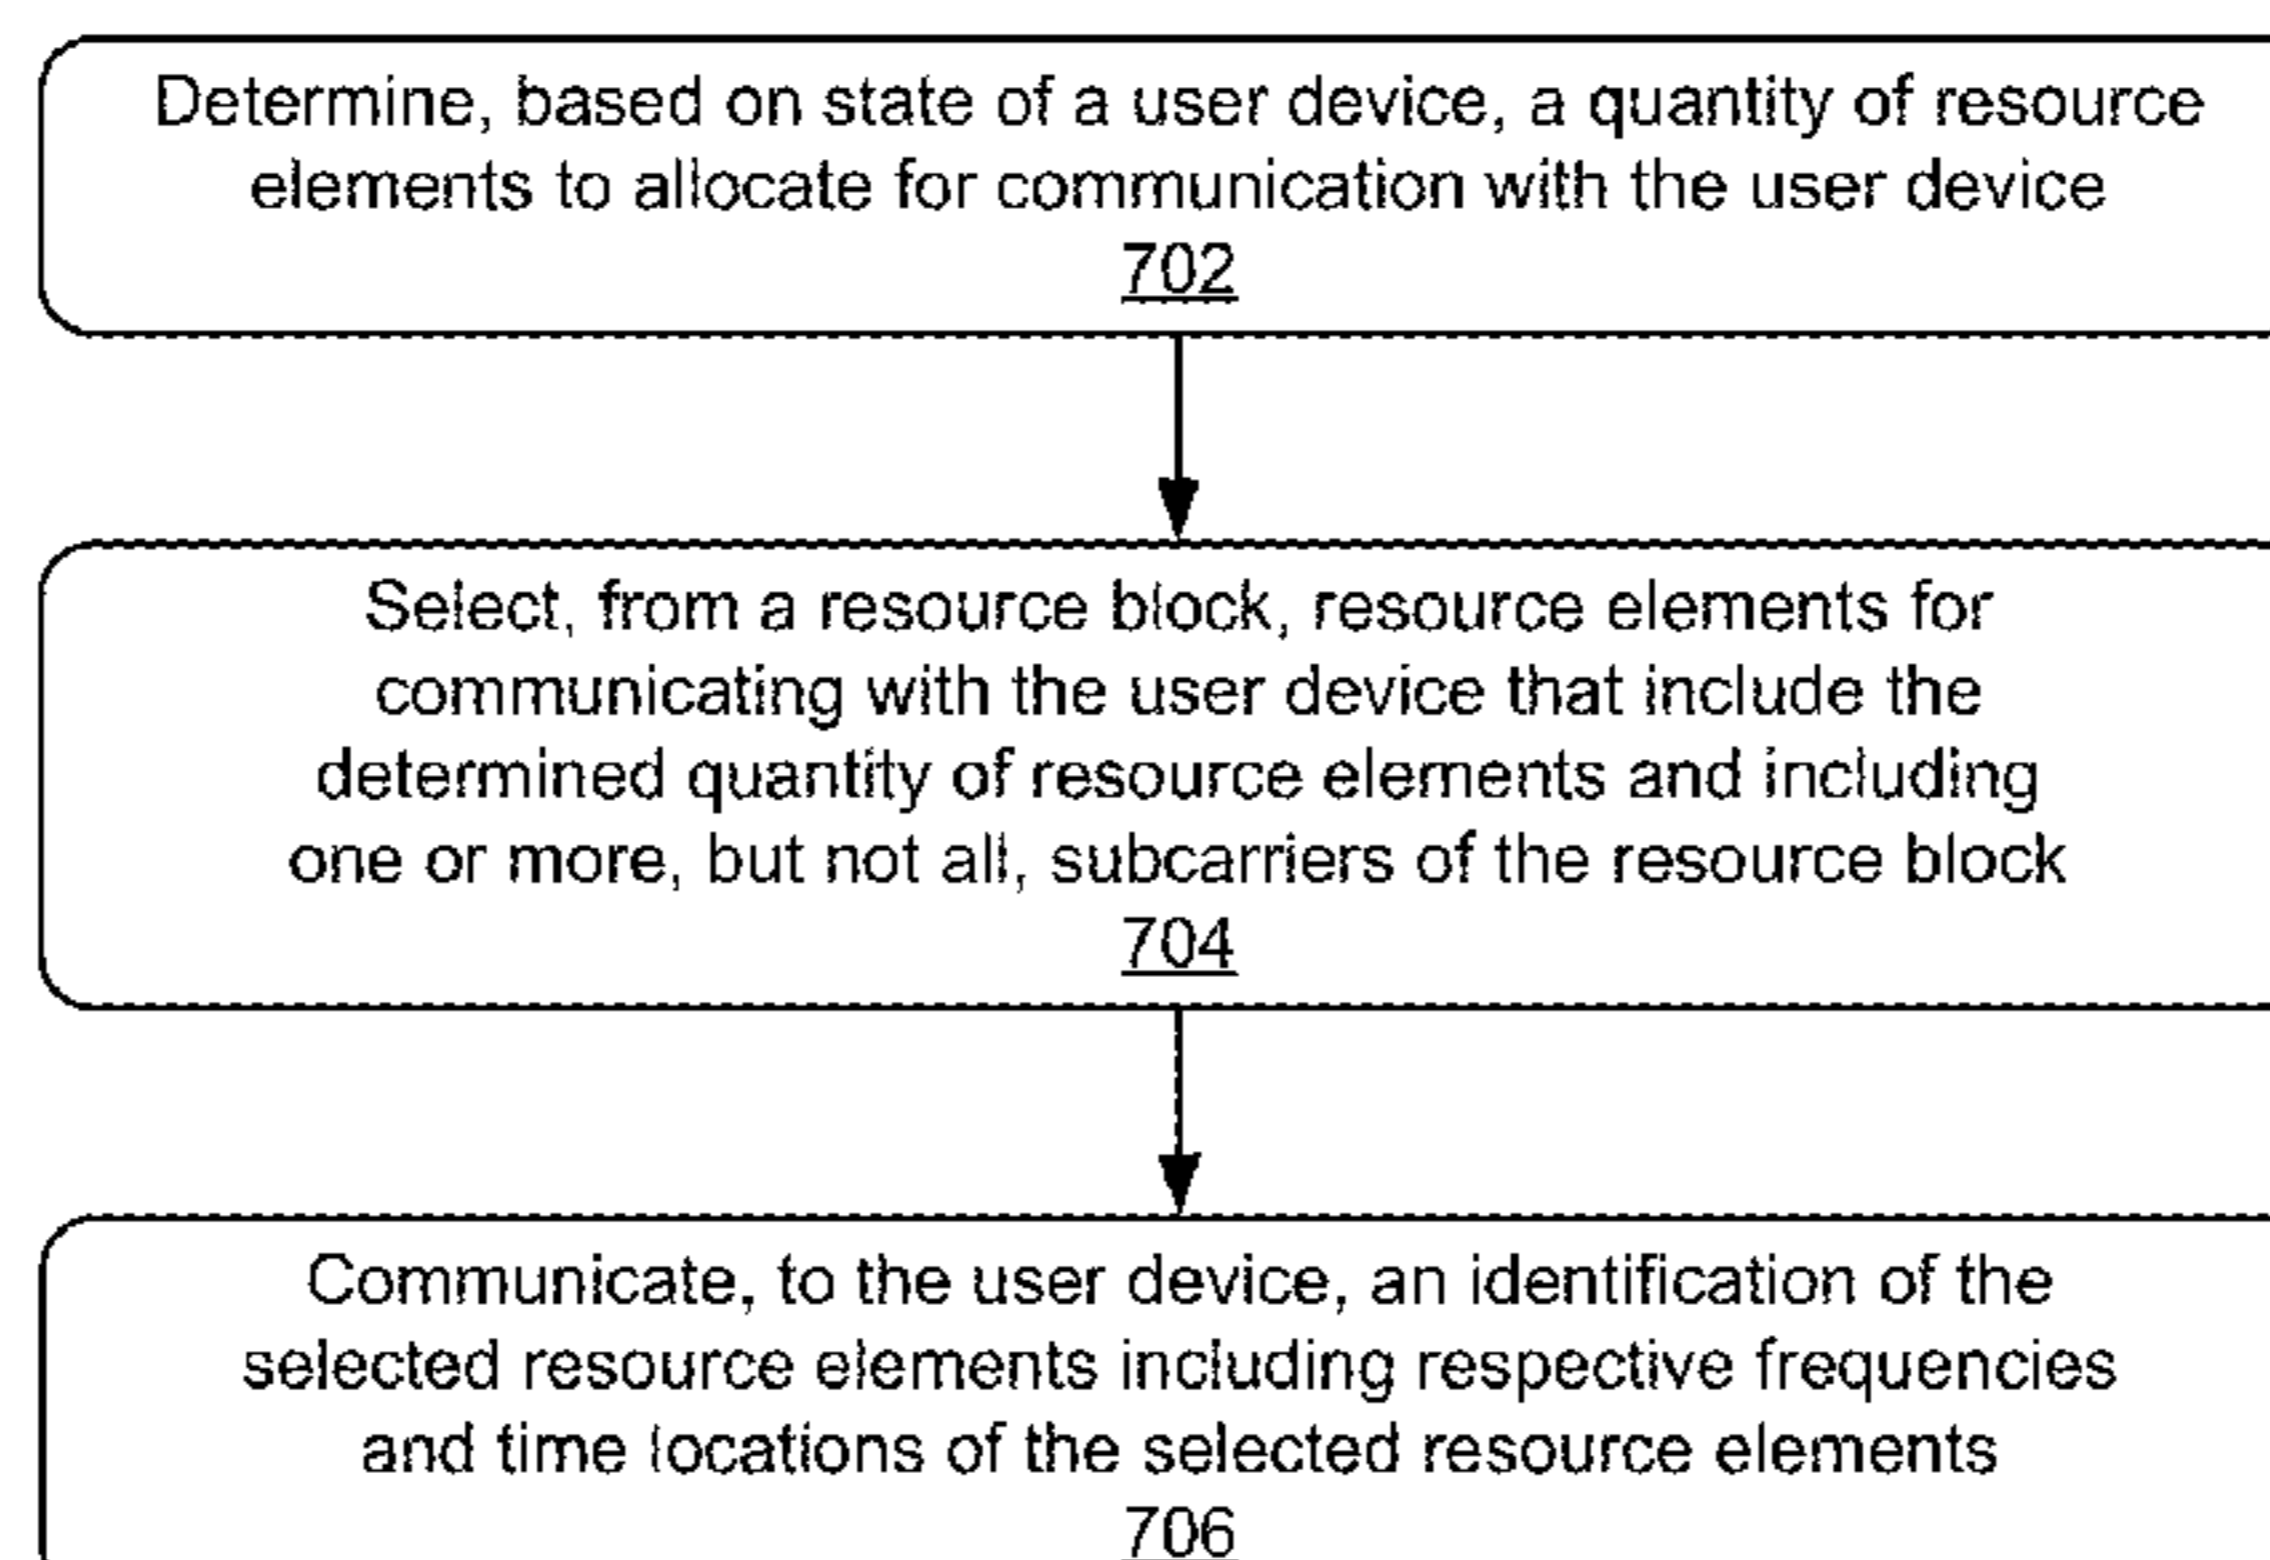 Determine, based on state of a user device, a quantity of resource
elements to allocate for communication with the user device
702
Select, from a resource block, resource elements for
communicating with the user device that include the
determined quantity of resource elements and including
one or more, but not all, subcarriers of the resource block
704
Communicate, to the user device, an identification of the
selected resource elements including respective frequencies
and time locations of the selected resource elements
706